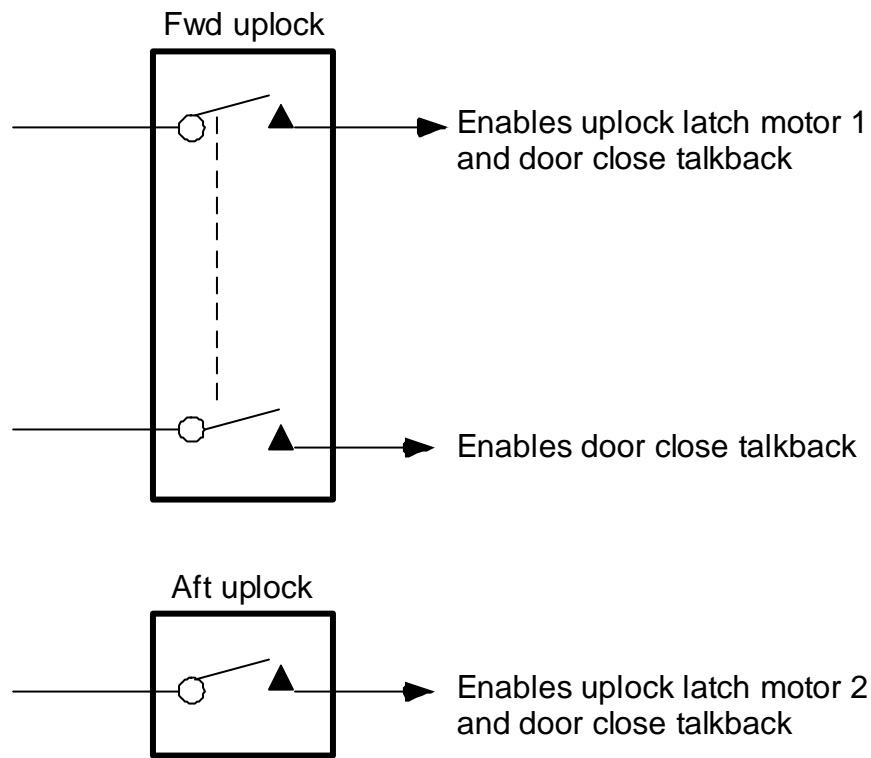 Fwd uplock
Enables uplock latch motor 1
and door close talkback
Enables door close talkback
Aft uplock
Enables uplock latch motor 2
and door close talkback